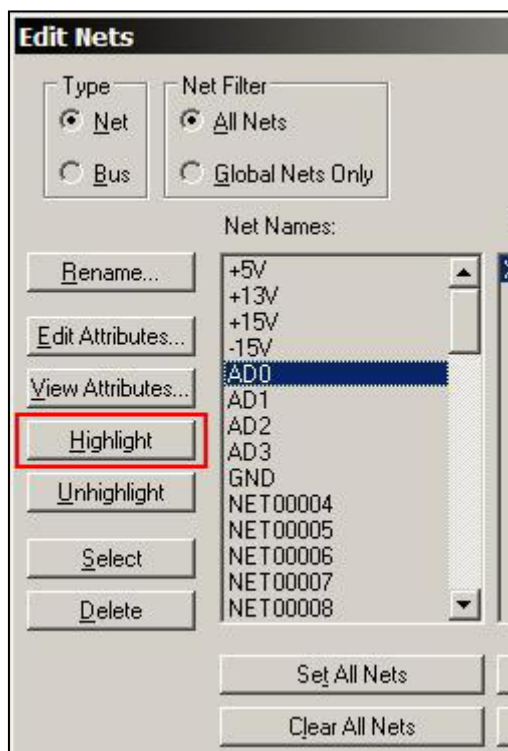 Edit Nets
Type
Net
Bus
Net Filter
All Nets
Global Nets Only
Net Names:
Rename...
Edit Attributes...
View Attributes...
Highlight
Unhighlight
Select
Delete
+5V
+13V
+15V
-15V
AD0
AD1
AD2
AD3
GND
NET00004
NET00005
NET00006
NET00007
NET00008
Set All Nets
Clear All Nets